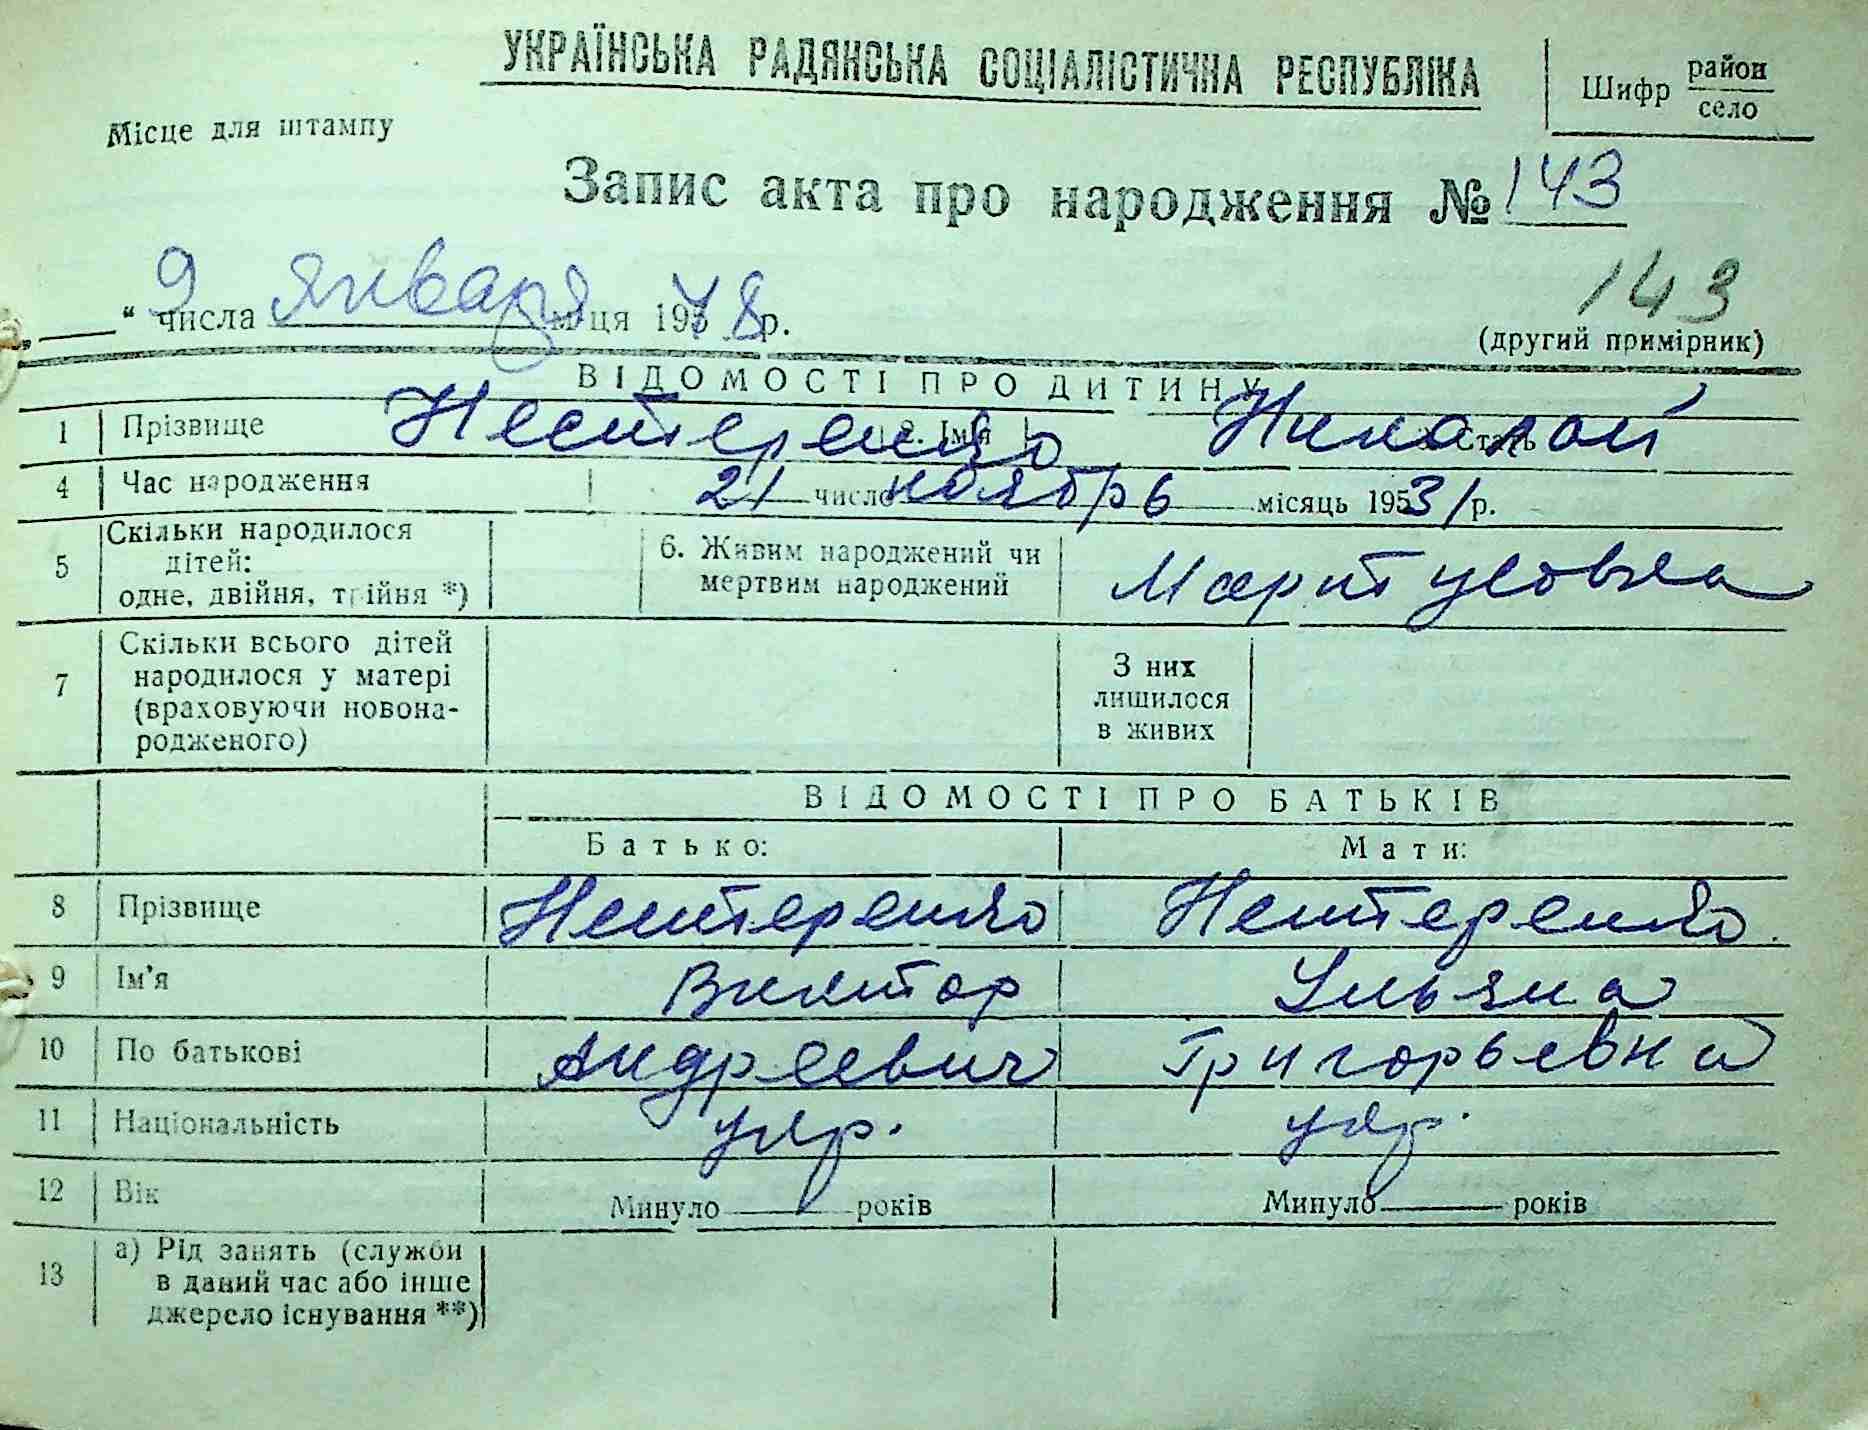 УКРАЇНСЬКА РАДЯНСЬКА СОЦІАЛІСТИЧНА РЕСПУБЛІКА
Шифр район
село
Місце для штампу
Запис акта про народження № 143
143
" 9 числа января м-ця 1978 р.
(другий примірник)
ВІДОМОСТІ ПРО ДИТИНУ
1 Прізвище Нестеренко 2. Ім'я Николай Стать
4 Час народження 21 число ноябрь місяць 1931 р.
5 Скільки народилося дітей: одне, двійня, трійня *) 6. Живим народжений чи мертвим народжений
7 Скільки всього дітей народилося у матері (враховуючи новонародженого) З них лишилося в живих
ВІДОМОСТІ ПРО БАТЬКІВ
Батько: Мати:
8 Прізвище Нестеренко Нестеренко
9 Ім'я Виктор Ульяна
10 По батькові Андреевич Григорьевна
11 Національність укр. укр.
12 Вік Минуло років Минуло років
13 а) Рід занять (служби в даний час або інше джерело існування **)